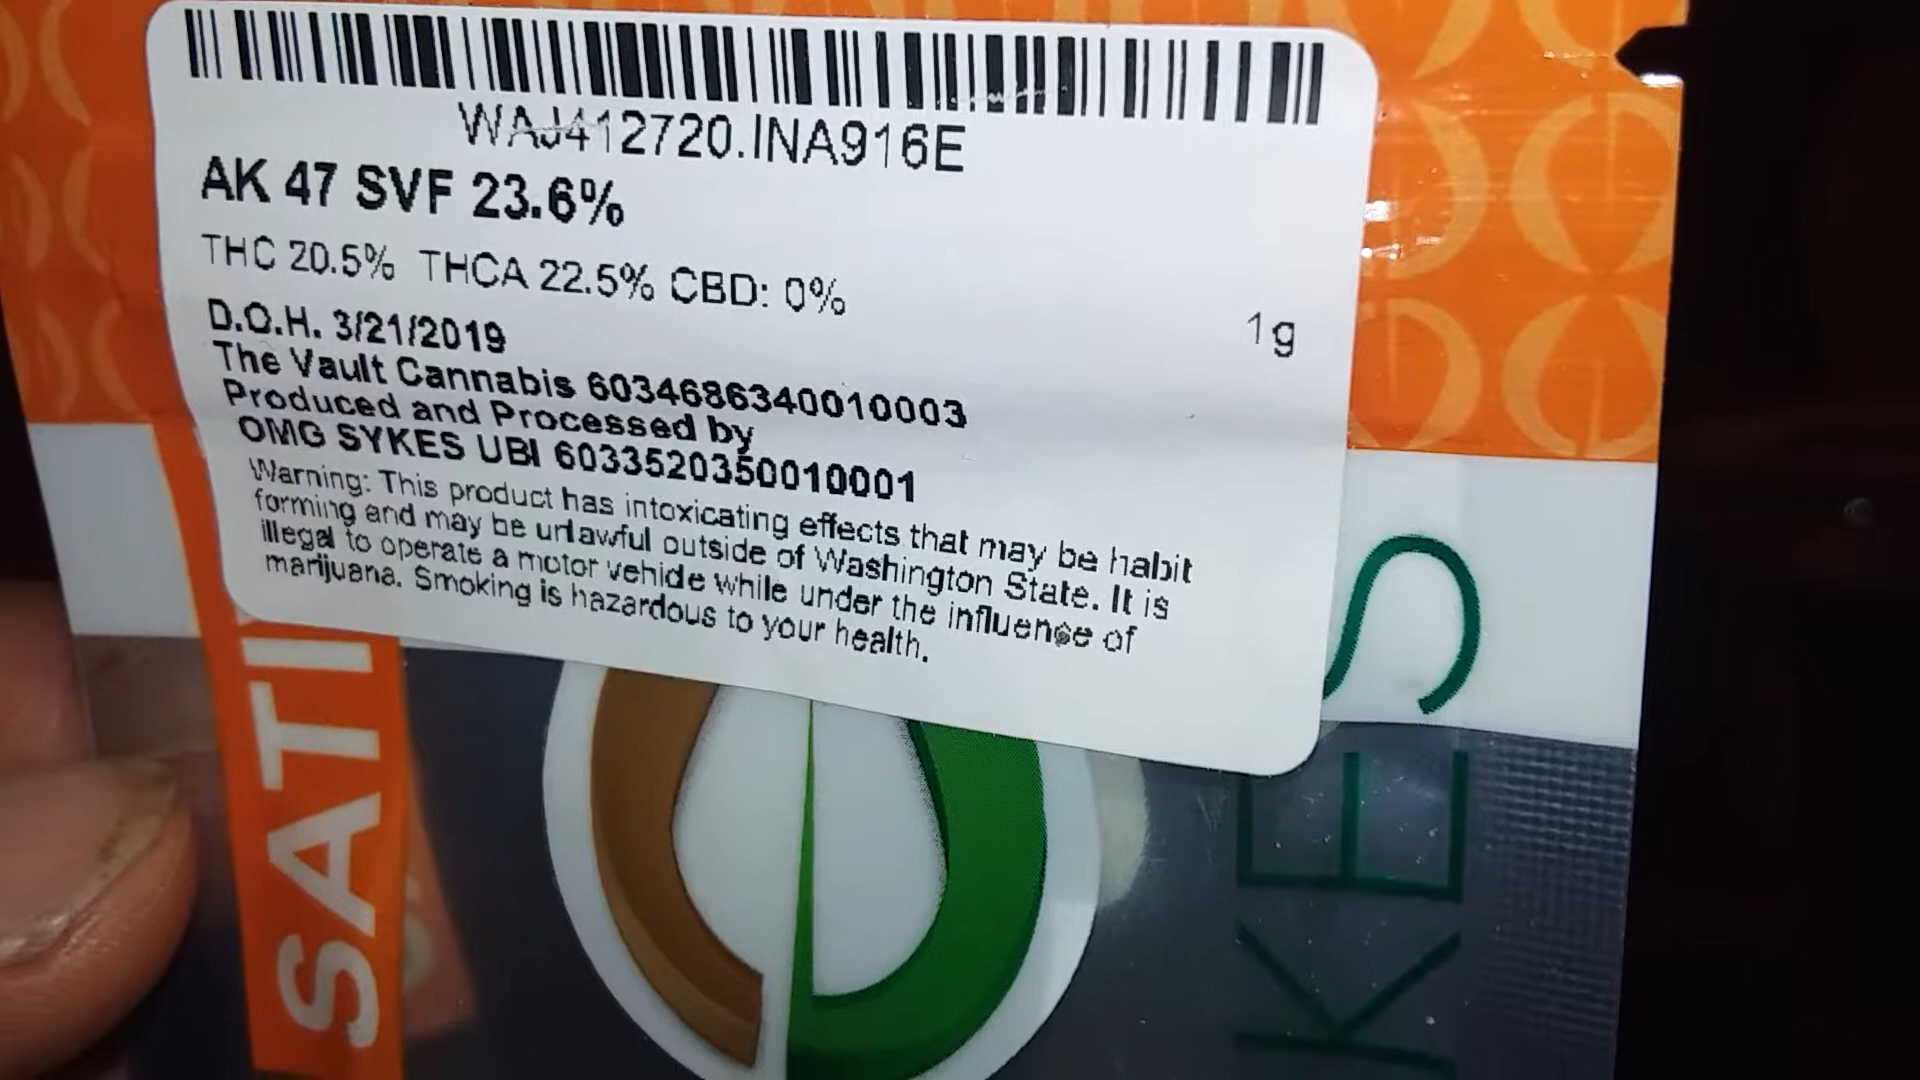 WAJ412720.INA916E
AK 47 SVF 23.6%
THC 20.5% THCA 22.5% CBD: 0%
1g
D.O.H. 3/21/2019
The Vault Cannabis 6034686340010003
Produced and Processed by
OMG SYKES UBI 6033520350010001
Warning: This product has intoxicating effects that may be habit
forming and may be unlawful outside of Washington State. It is
illegal to operate a motor vehicle while under the influence of
marijuana. Smoking is hazardous to your health.
SATI
KES